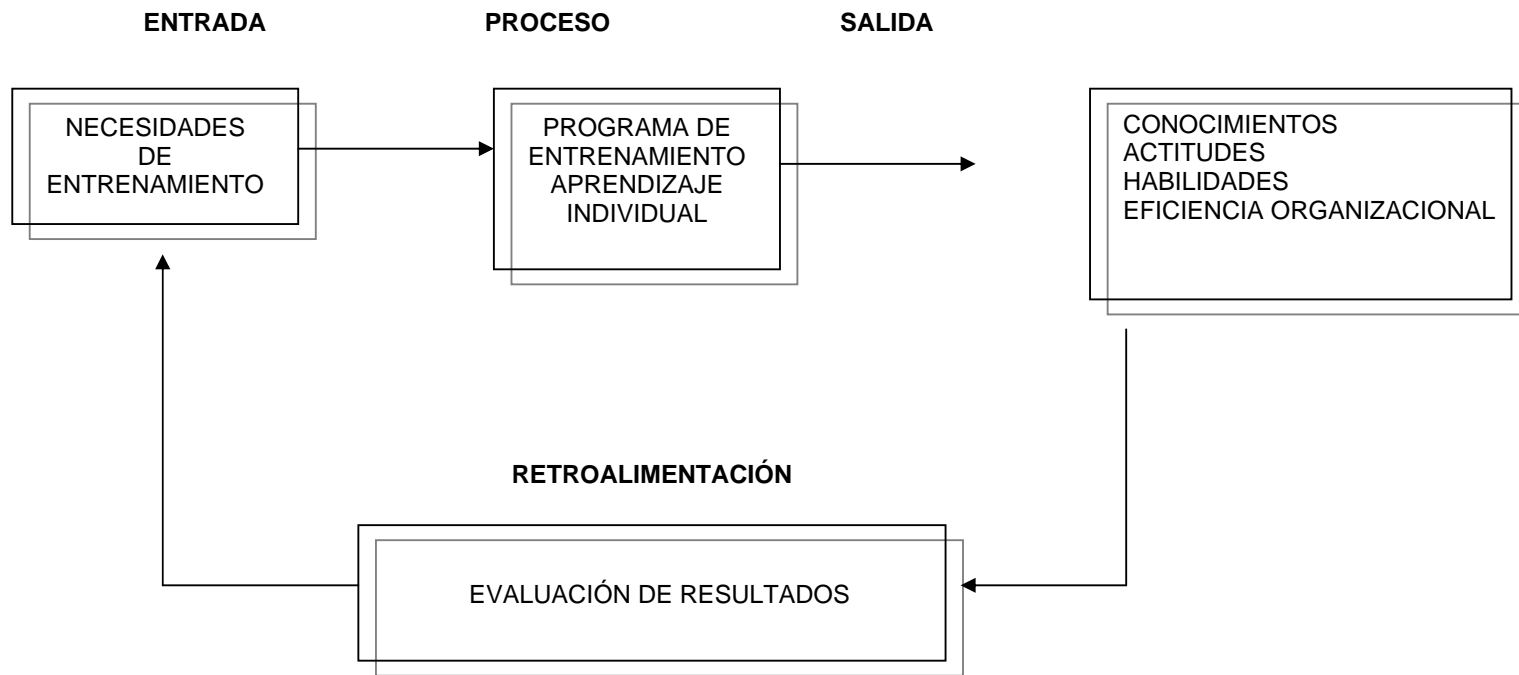 ENTRADA PROCESO SALIDA
NECESIDADES
DE
ENTRENAMIENTO
PROGRAMA DE
ENTRENAMIENTO
APRENDIZAJE
INDIVIDUAL
CONOCIMIENTOS
ACTITUDES
HABILIDADES
EFICIENCIA ORGANIZACIONAL
RETROALIMENTACIÓN
EVALUACIÓN DE RESULTADOS